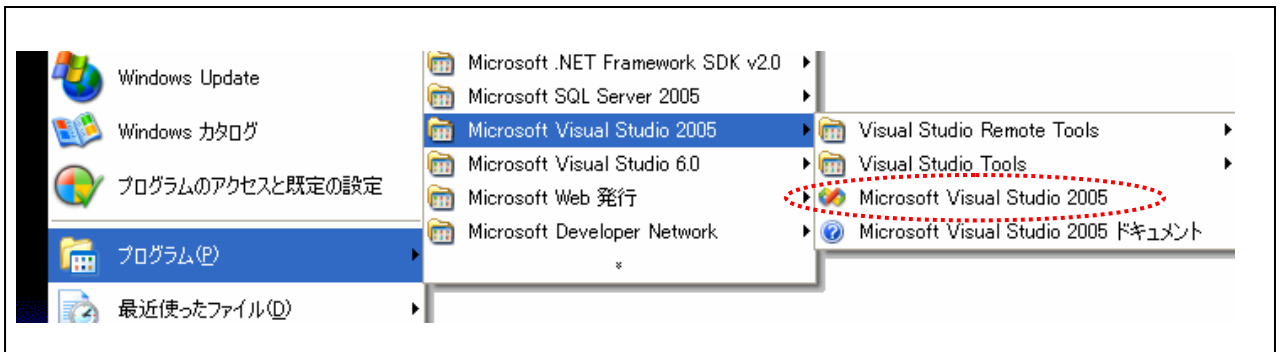 Windows Update
Windows カタログ
プログラムのアクセスと既定の設定
プログラム(P)
最近使ったファイル(D)
Microsoft .NET Framework SDK v2.0
Microsoft SQL Server 2005
Microsoft Visual Studio 2005
Microsoft Visual Studio 6.0
Microsoft Web 発行
Microsoft Developer Network
Visual Studio Remote Tools
Visual Studio Tools
Microsoft Visual Studio 2005
Microsoft Visual Studio 2005 ドキュメント